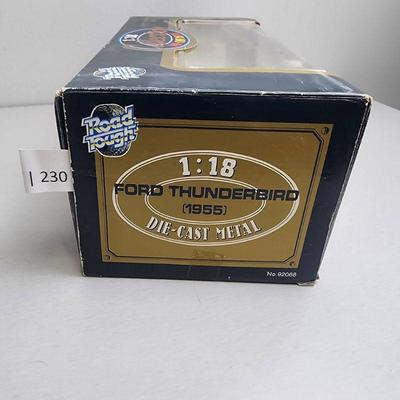 Road
Tough
| 230
1:18
FORD THUNDERBIRD
(1955)
DIE-CAST METAL
No. 92068